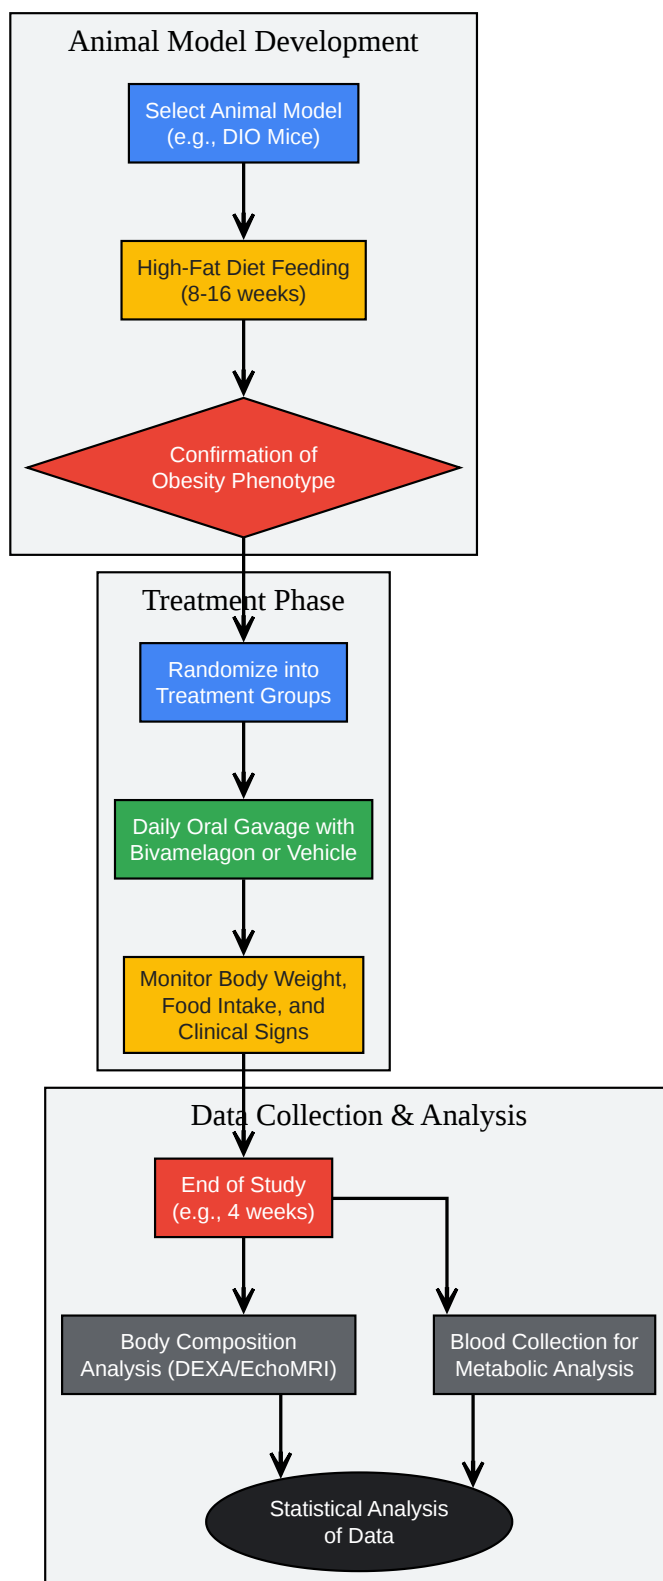 Animal Model Development
Select Animal Model
(e.g., DIO Mice)
High-Fat Diet Feeding
(8-16 weeks)
Confirmation of
Obesity Phenotype
Treatment Phase
Randomize into
Treatment Groups
Daily Oral Gavage with
Bivamelagon or Vehicle
Monitor Body Weight,
Food Intake, and
Clinical Signs
Data Collection & Analysis
End of Study
(e.g., 4 weeks)
Body Composition
Analysis (DEXA/EchoMRI)
Blood Collection for
Metabolic Analysis
Statistical Analysis
of Data